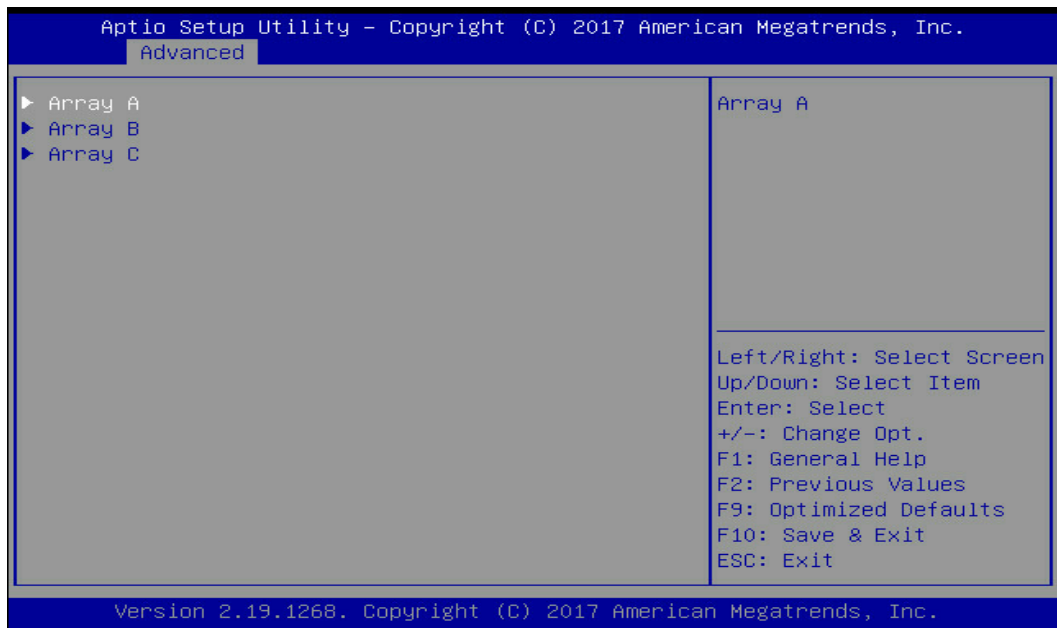 Aptio Setup Utility – Copyright (C) 2017 American Megatrends, Inc.
Advanced
▶ Array A
▶ Array B
▶ Array C
Array A
Left/Right: Select Screen
Up/Down: Select Item
Enter: Select
+/-: Change Opt.
F1: General Help
F2: Previous Values
F9: Optimized Defaults
F10: Save & Exit
ESC: Exit
Version 2.19.1268. Copyright (C) 2017 American Megatrends, Inc.